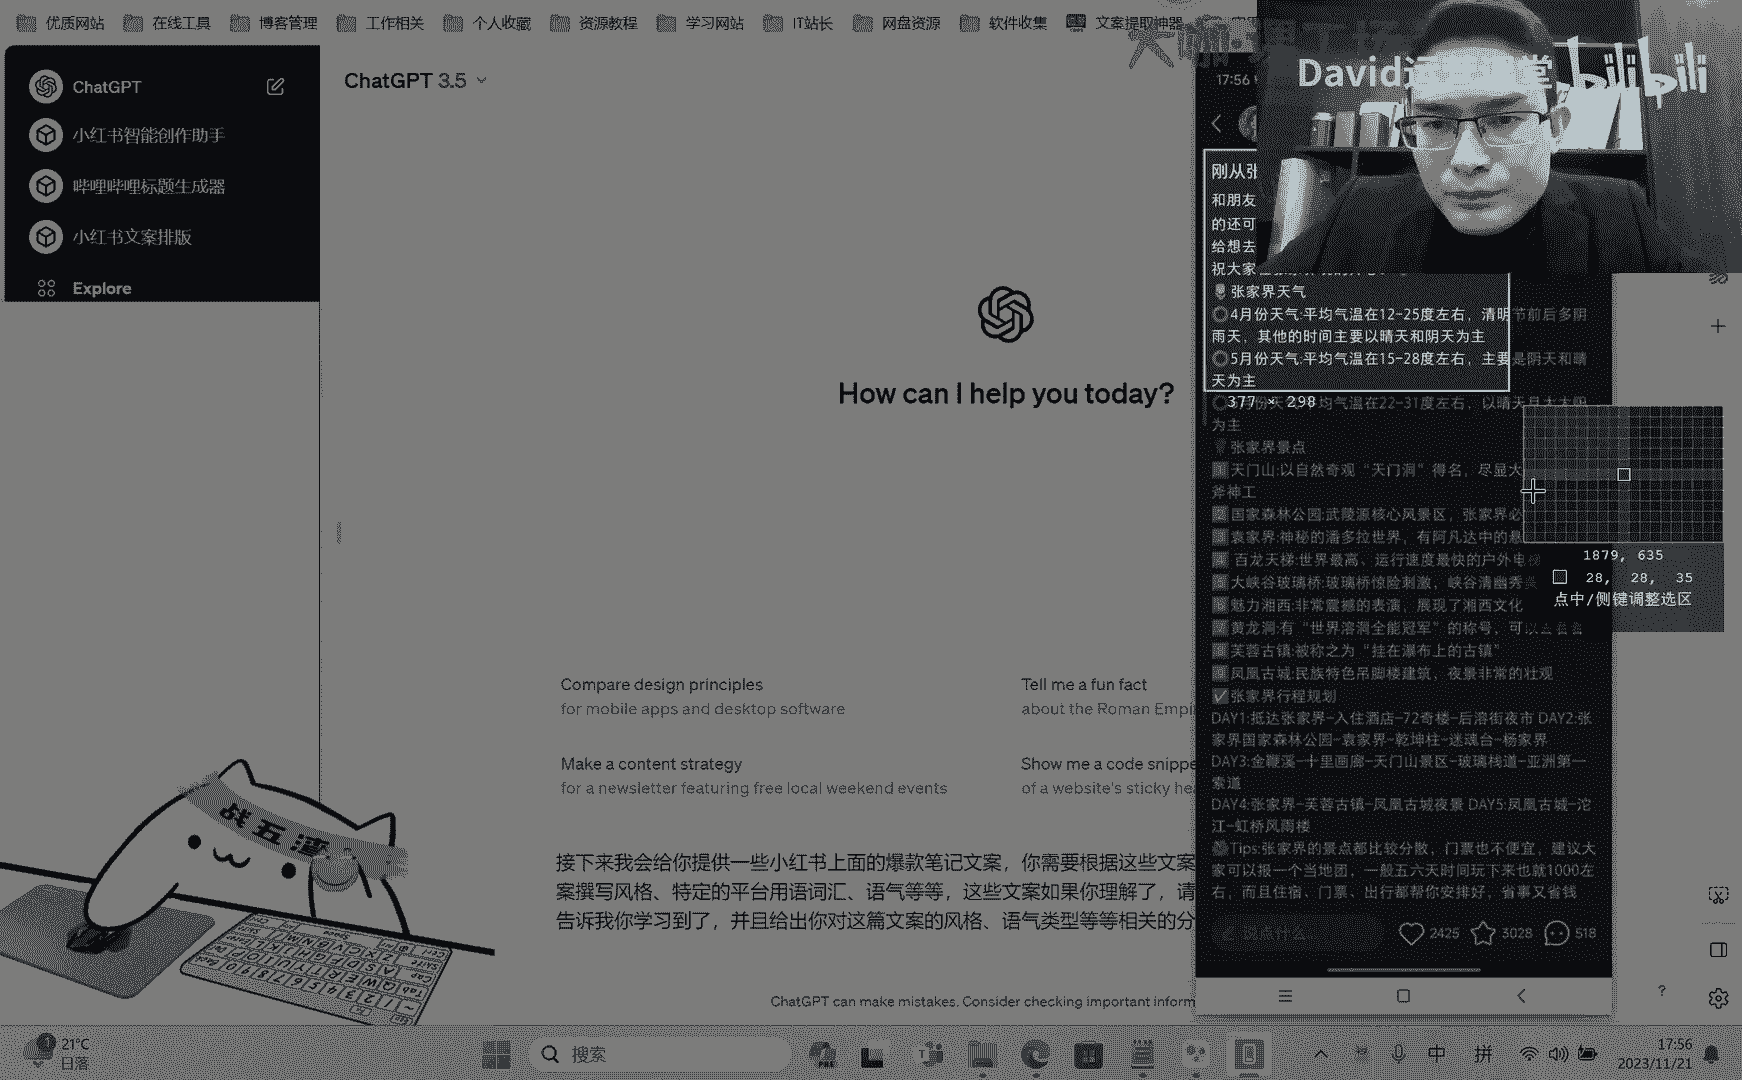 优质网站
在线工具
博客管理
工作相关
个人收藏
资源教程
学习网站
IT站长
网盘资源
软件收集
文案提取神器
ChatGPT
小红书智能创作助手
哔哩哔哩标题生成器
小红书文案排版
Explore
ChatGPT 3.5
How can I help you today?
Compare design principles
for mobile apps and desktop software
Tell me a fun fact
about the Roman Empi
Make a content strategy
for a newsletter featuring free local weekend events
Show me a code snippe
of a website's sticky hea
接下来我会给你提供一些小红书上面的爆款笔记文案，你需要根据这些文案
案撰写风格、特定的平台用语词汇、语气等等，这些文案如果你理解了，请
告诉我你学习到了，并且给出你对这篇文案的风格、语气类型等等相关的分
ChatGPT can make mistakes. Consider checking important inform
战五渣
17:56
David运营课堂
bilibili
刚从张
和朋友
的还可
给想去
祝大家
张家界天气
4月份天气:平均气温在12-25度左右，清明节前后多阴
雨天，其他的时间主要以晴天和阴天为主
5月份天气:平均气温在15-28度左右，主要是阴天和晴
天为主
377 × 298
月份天气:平均气温在22-31度左右，以晴天
为主
张家界景点
1 天门山:以自然奇观“天门洞”得名，尽显大
斧神工
2 国家森林公园:武陵源核心风景区，张家界必
3 袁家界:神秘的潘多拉世界，有阿凡达中的悬
4 百龙天梯:世界最高、运行速度最快的户外电梯
5 大峡谷玻璃桥:玻璃桥惊险刺激，峡谷清幽秀美
6 魅力湘西:非常震撼的表演，展现了湘西文化
7 黄龙洞:有“世界溶洞全能冠军”的称号，可以去看看
8 芙蓉古镇:被称之为“挂在瀑布上的古镇”
9 凤凰古城:民族特色吊脚楼建筑，夜景非常的壮观
张家界行程规划
DAY1:抵达张家界-入住酒店-72奇楼-后溶街夜市 DAY2:张
家界国家森林公园-袁家界-乾坤柱-迷魂台-杨家界
DAY3:金鞭溪-十里画廊-天门山景区-玻璃栈道-亚洲第一
索道
DAY4:张家界-芙蓉古镇-凤凰古城夜景 DAY5:凤凰古城-沱
江-虹桥风雨楼
Tips:张家界的景点都比较分散，门票也不便宜，建议大
家可以报一个当地团，一般五六天时间玩下来也就1000左
右，而且住宿、门票、出行都帮你安排好，省事又省钱
说点什么...
2425
3028
518
1879, 635
28, 28, 35
点中/侧键调整选区
1
21°C
日落
搜索
中
拼
17:56
2023/11/21